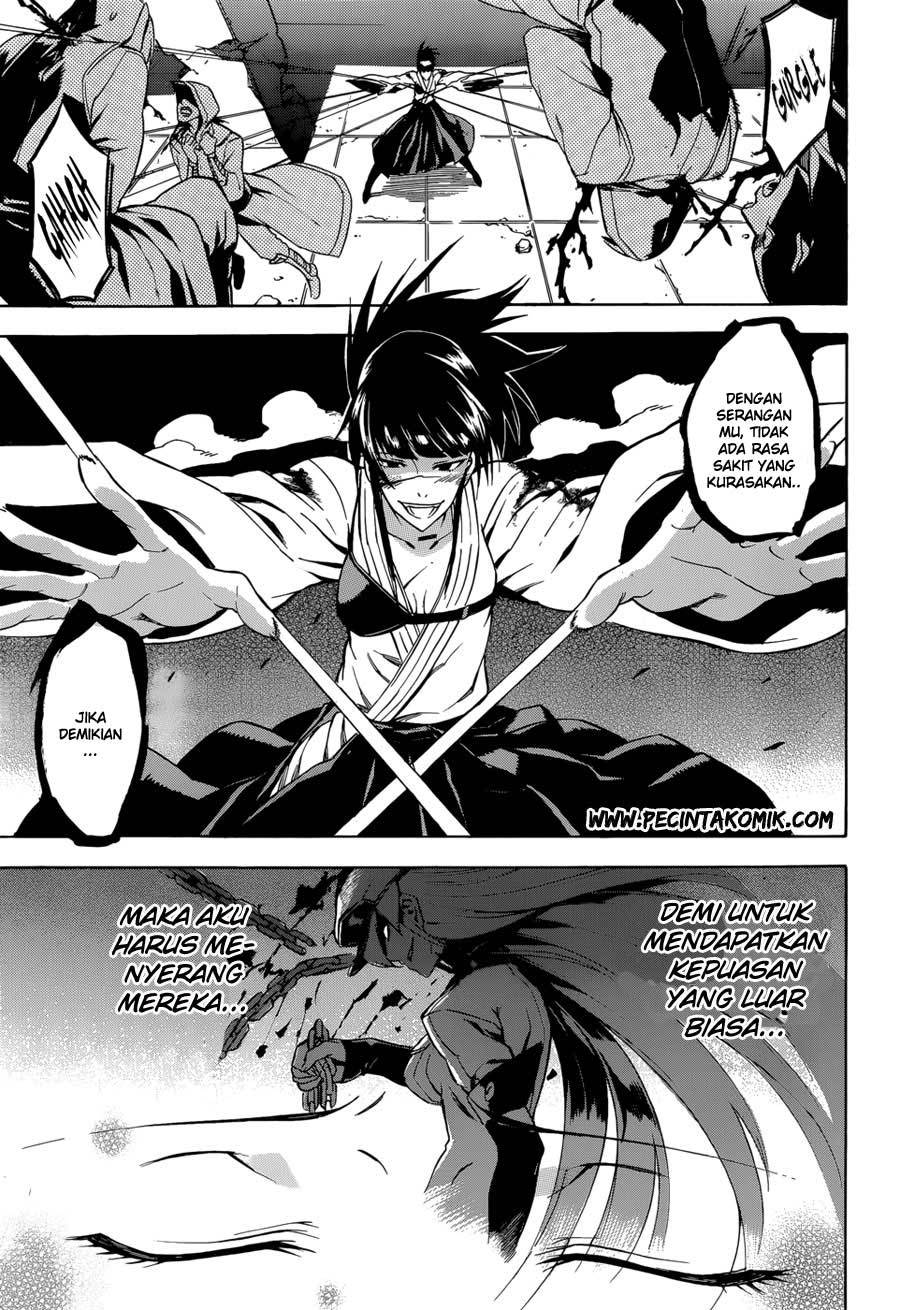 GURGLE
GHAGH
DENGAN
SERANGAN
MU, TIDAK
ADA RASA
SAKIT YANG
KURASAKAN..
JIKA
DEMIKIAN
...
WWW.PECINTAKOMIK.COM
DEMI UNTUK
MENDAPATKAN
KEPUASAN
YANG LUAR
BIASA...
MAKA AKU
HARUS ME-
NYERANG
MEREKA...